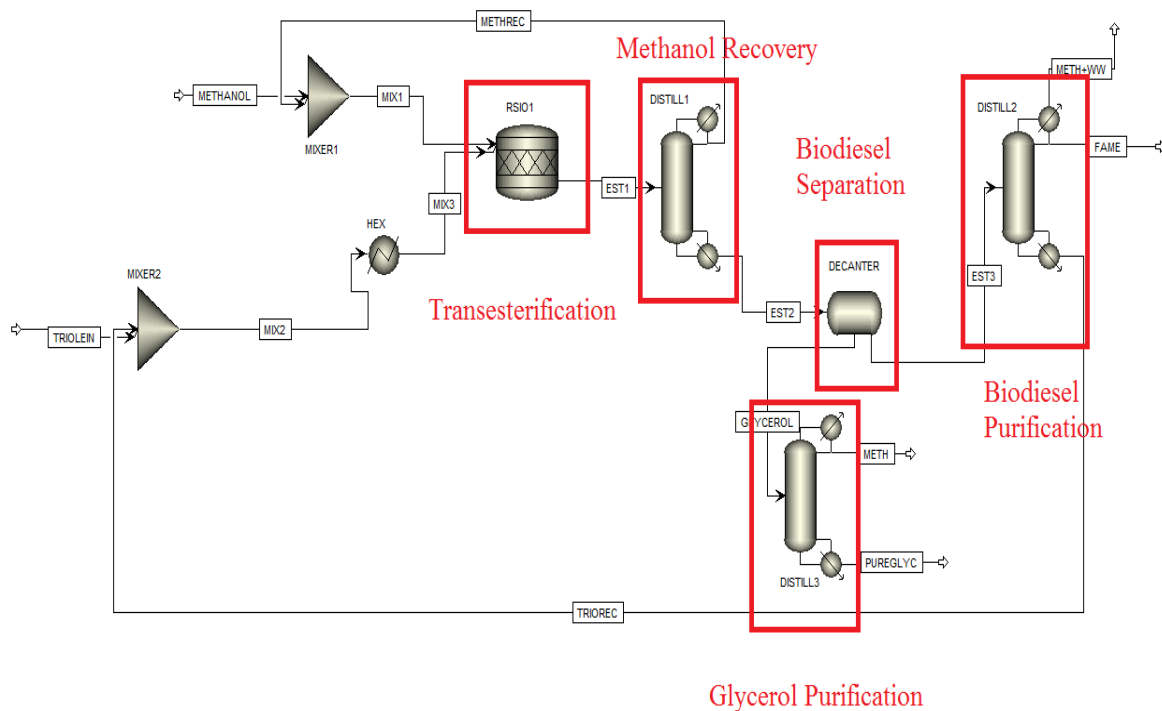 METHREC
Methanol Recovery
METH+WW
METHANOL
MIX1
MIXER1
RSIO1
DISTILL1
DISTILL2
Biodiesel
Separation
FAME
EST1
MIX3
HEX
DECANTER
EST3
MIXER2
Transesterification
EST2
TRIOLEIN
MIX2
Biodiesel
Purification
GLYCEROL
METH
PUREGLYC
DISTILL3
TRIOREC
Glycerol Purification